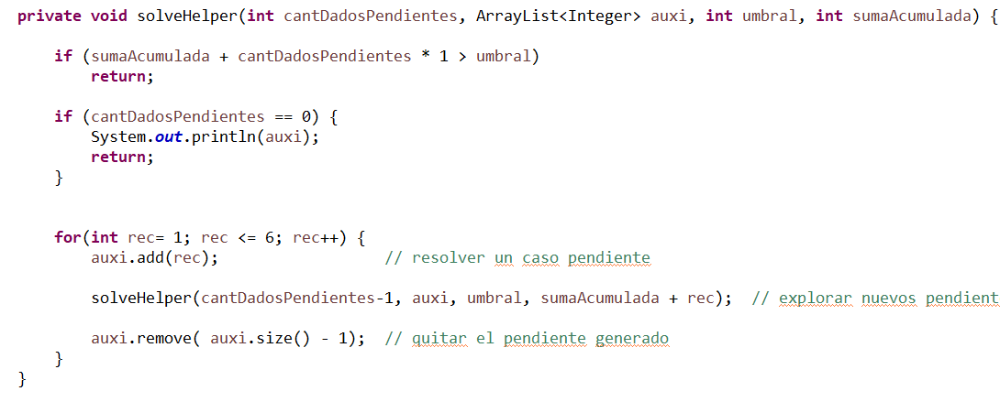 private void solveHelper(int cantDadosPendientes, ArrayList<Integer> auxi, int umbral, int sumaAcumulada) {
if (sumaAcumulada + cantDadosPendientes * 1 > umbral)
return;
if (cantDadosPendientes == 0) {
System.out.println(auxi);
return;
}
for(int rec= 1; rec <= 6; rec++) {
auxi.add(rec); // resolver un caso pendiente
solveHelper(cantDadosPendientes-1, auxi, umbral, sumaAcumulada + rec); // explorar nuevos pendient
auxi.remove( auxi.size() - 1); // quitar el pendiente generado
}
}